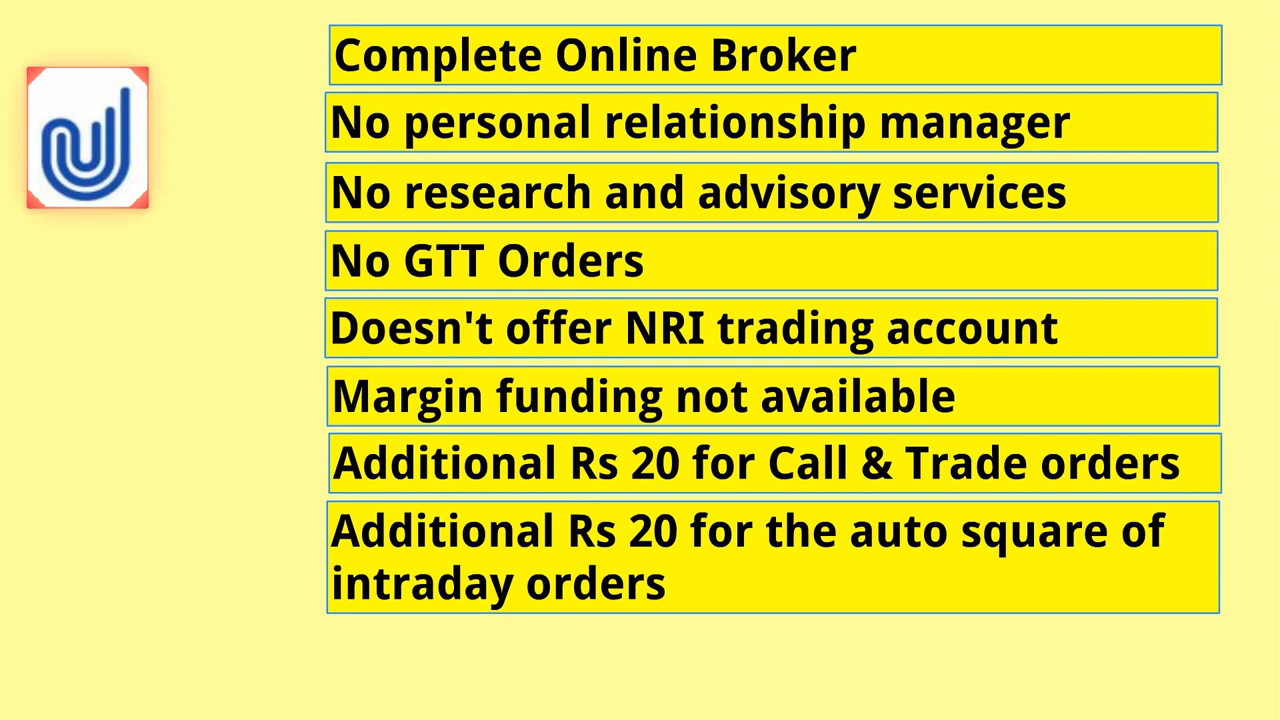 Complete Online Broker
No personal relationship manager
No research and advisory services
No GTT Orders
Doesn't offer NRI trading account
Margin funding not available
Additional Rs 20 for Call & Trade orders
Additional Rs 20 for the auto square of
intraday orders